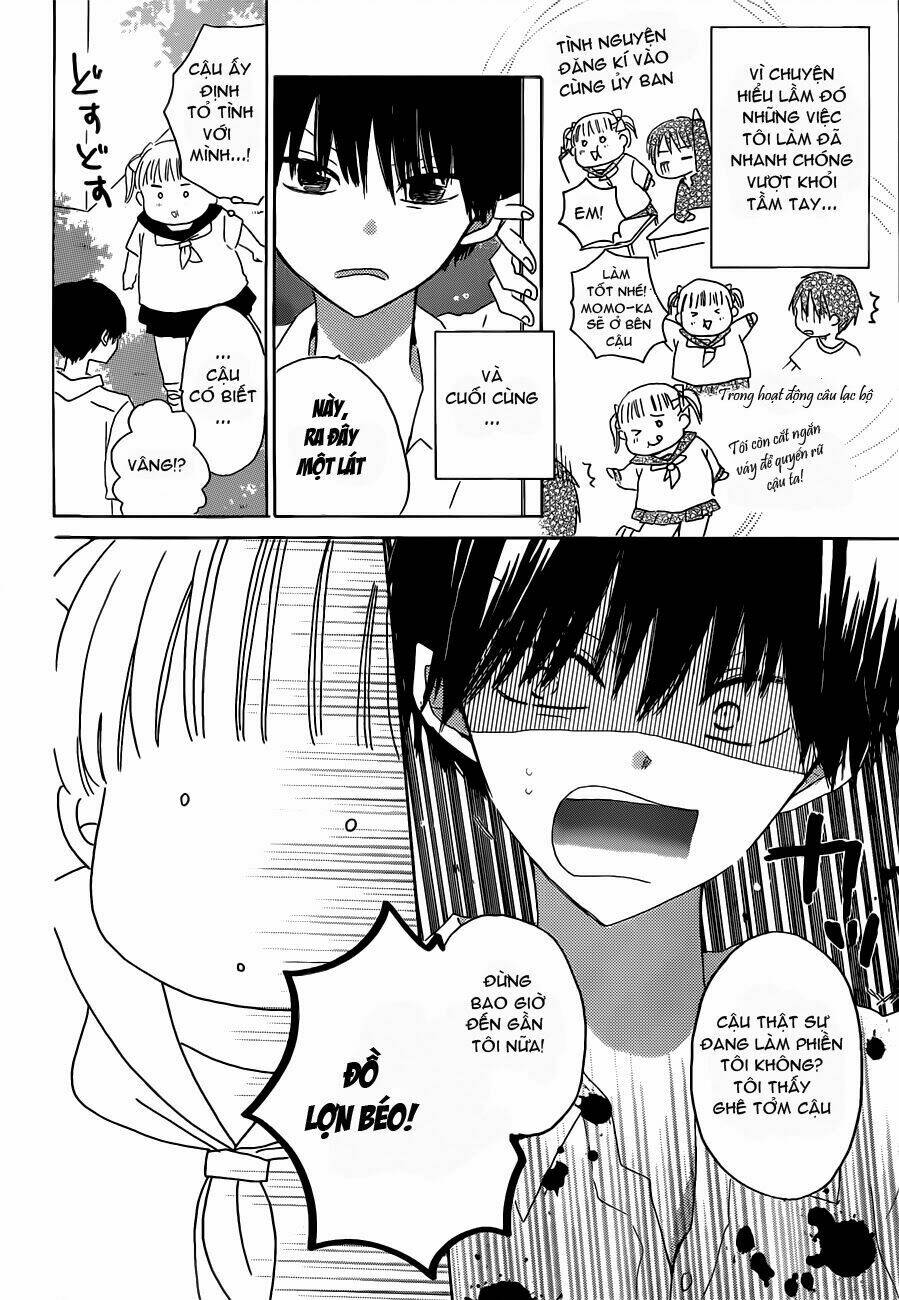 VÌ CHUYỆN
HIỂU LẦM ĐÓ
NHỮNG VIỆC
TÔI LÀM ĐÃ
NHANH CHÓNG
VƯỢT KHỎI
TẦM TAY...
TÌNH NGUYỆN
ĐĂNG KÍ VÀO
CÙNG ỦY BAN
EM!
LÀM
TỐT NHÉ!
MOMO-KA
SẼ Ở BÊN
CẬU
Trong hoạt động câu lạc bộ
Tôi còn cắt ngắn
váy để quyến rũ
cậu ta!
VÀ
CUỐI CÙNG
...
NÀY,
RA ĐÂY
MỘT LÁT
CẬU ẤY
ĐỊNH
TỎ TÌNH
VỚI
MÌNH...!
どすどす
...
CẬU
CÓ BIẾT
...
VÂNG!?
CẬU THẬT SƯ
ĐANG LÀM PHIỀN
TÔI KHÔNG?
TÔI THẤY
GHÊ TỞM CẬU
ĐỪNG
BAO GIỜ
ĐẾN GẦN
TÔI NỮA!
ĐỒ
LỢN BÉO!